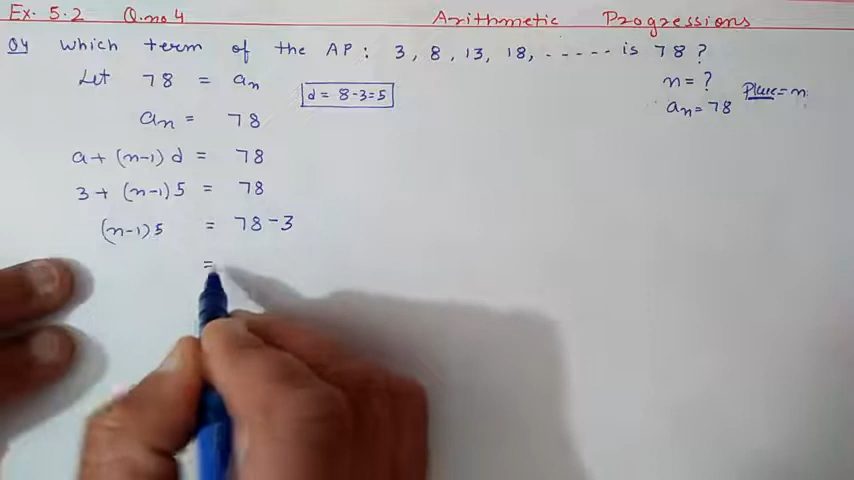 Ex. 5.2 Q.no 4 Arithmetic Progressions
Q4 Which term of the AP : 3, 8, 13, 18, ----- is 78 ?
Let 78 = an
d = 8-3=5
n = ?
an = 78
Place = n
an = 78
a + (n-1) d = 78
3 + (n-1) 5 = 78
(n-1) 5 = 78-3
=